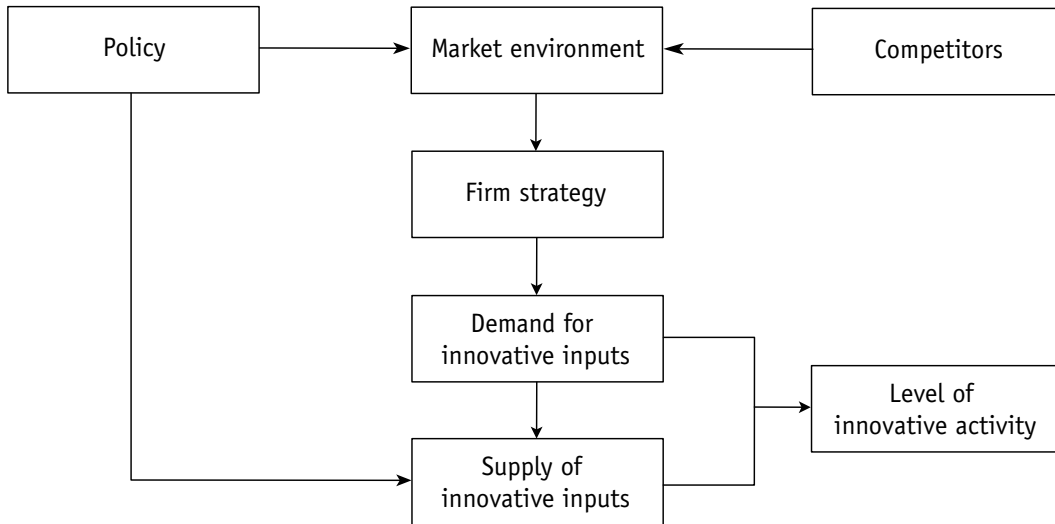 Policy
Market environment
Competitors
Firm strategy
Demand for
innovative inputs
Level of
innovative activity
Supply of
innovative inputs